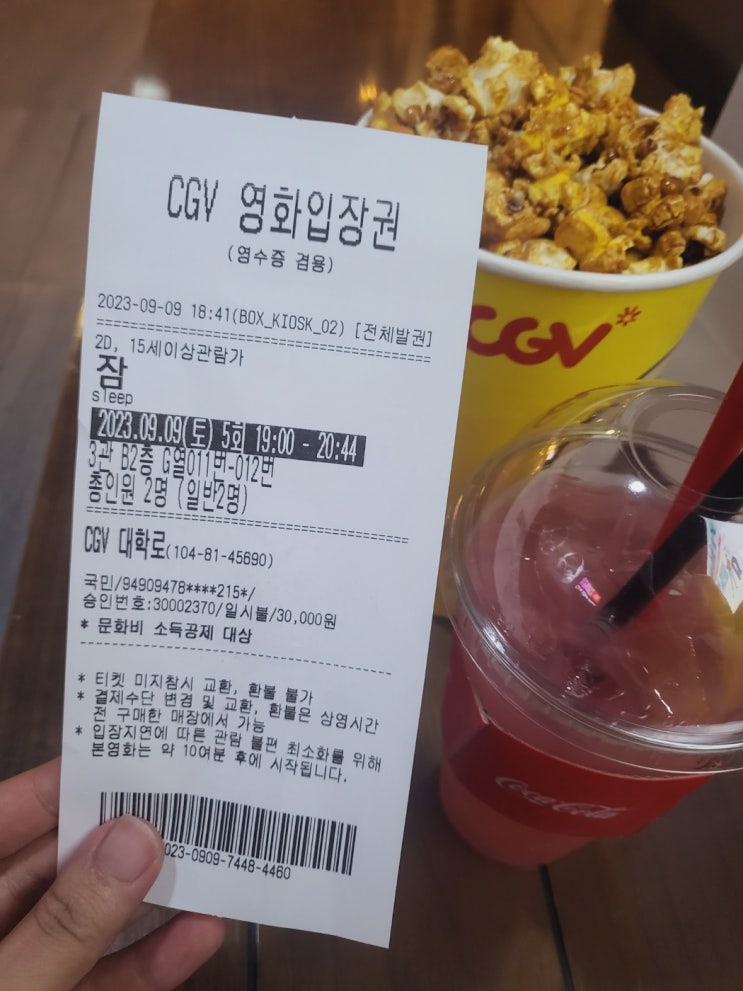 CGV 영화입장권
(영수증 겸용)
2023-09-09 18:41(BOX_KIOSK_02) [전체발권]
2D, 15세이상관람가
잠
sleep
2023.09.09(토) 5회 19:00 - 20:44
3관 B2층 G열011번-012번
총인원 2명 (일반2명)
CGV 대학로(104-81-45690)
국민/94909478****215*/
승인번호:30002370/일시불/30,000원
* 문화비 소득공제 대상
* 티켓 미지참시 교환, 환불 불가
* 결제수단 변경 및 교환, 환불은 상영시간
전 구매한 매장에서 가능
* 입장지연에 따른 관람 불편 최소화를 위해
본영화는 약 10여분 후에 시작됩니다.
023-0909-7448-4460
CGV
Coca-Cola